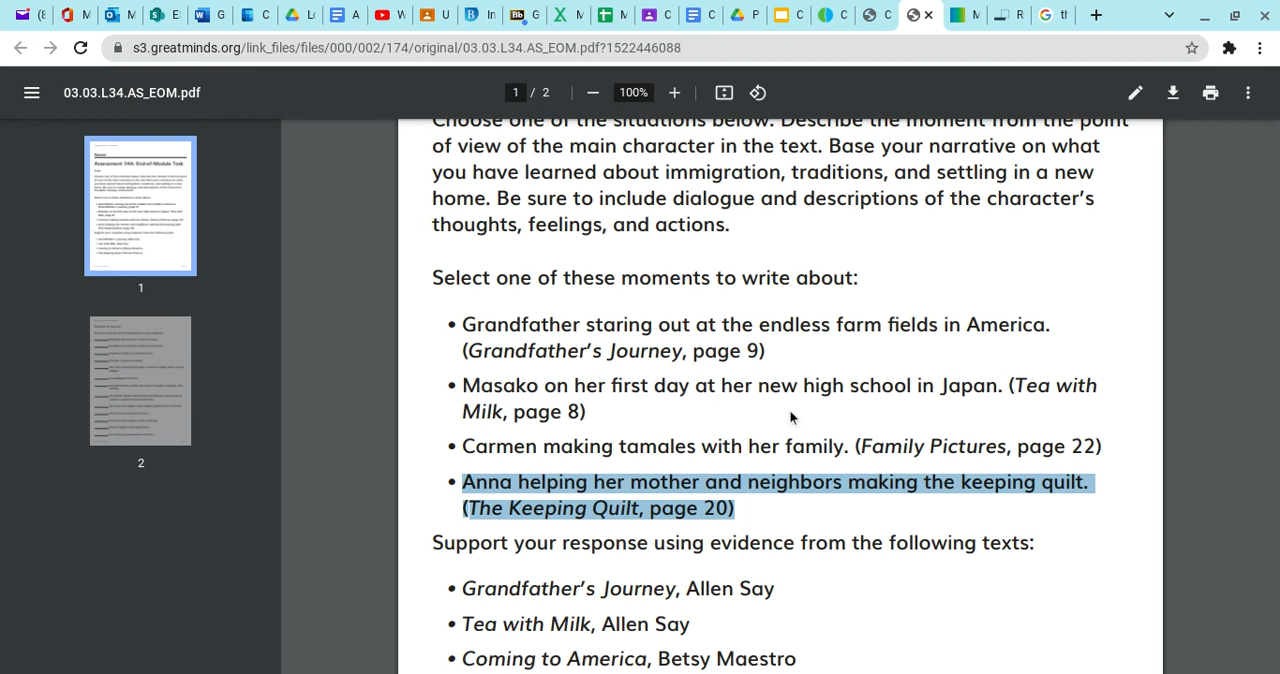 s3.greatminds.org/link_files/files/000/002/174/original/03.03.L34.AS_EOM.pdf?1522446088
03.03.L34.AS_EOM.pdf
1 / 2
100%
Choose one of the situations below. Describe the moment from the point
of view of the main character in the text. Base your narrative on what
you have learned about immigration, traditions, and settling in a new
home. Be sure to include dialogue and descriptions of the character's
thoughts, feelings, and actions.
Select one of these moments to write about:
• Grandfather staring out at the endless farm fields in America.
(Grandfather's Journey, page 9)
• Masako on her first day at her new high school in Japan. (Tea with
Milk, page 8)
• Carmen making tamales with her family. (Family Pictures, page 22)
• Anna helping her mother and neighbors making the keeping quilt.
(The Keeping Quilt, page 20)
Support your response using evidence from the following texts:
• Grandfather's Journey, Allen Say
• Tea with Milk, Allen Say
• Coming to America, Betsy Maestro
1
2